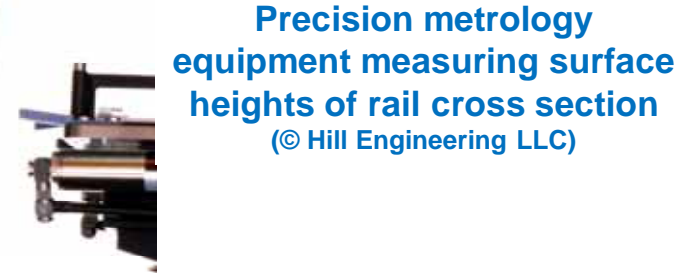 Precision metrology
equipment measuring surface
heights of rail cross section
(© Hill Engineering LLC)